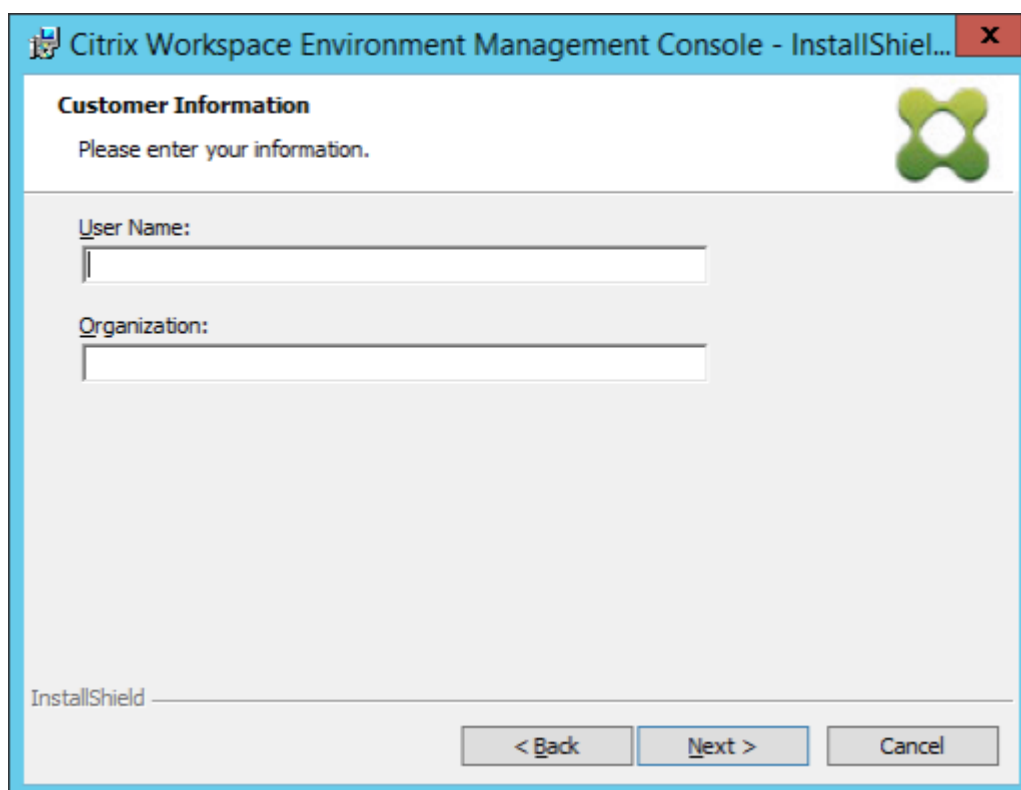 Citrix Workspace Environment Management Console - InstallShiel...
x
Customer Information
Please enter your information.
User Name:
Organization:
InstallShield
< Back
Next >
Cancel